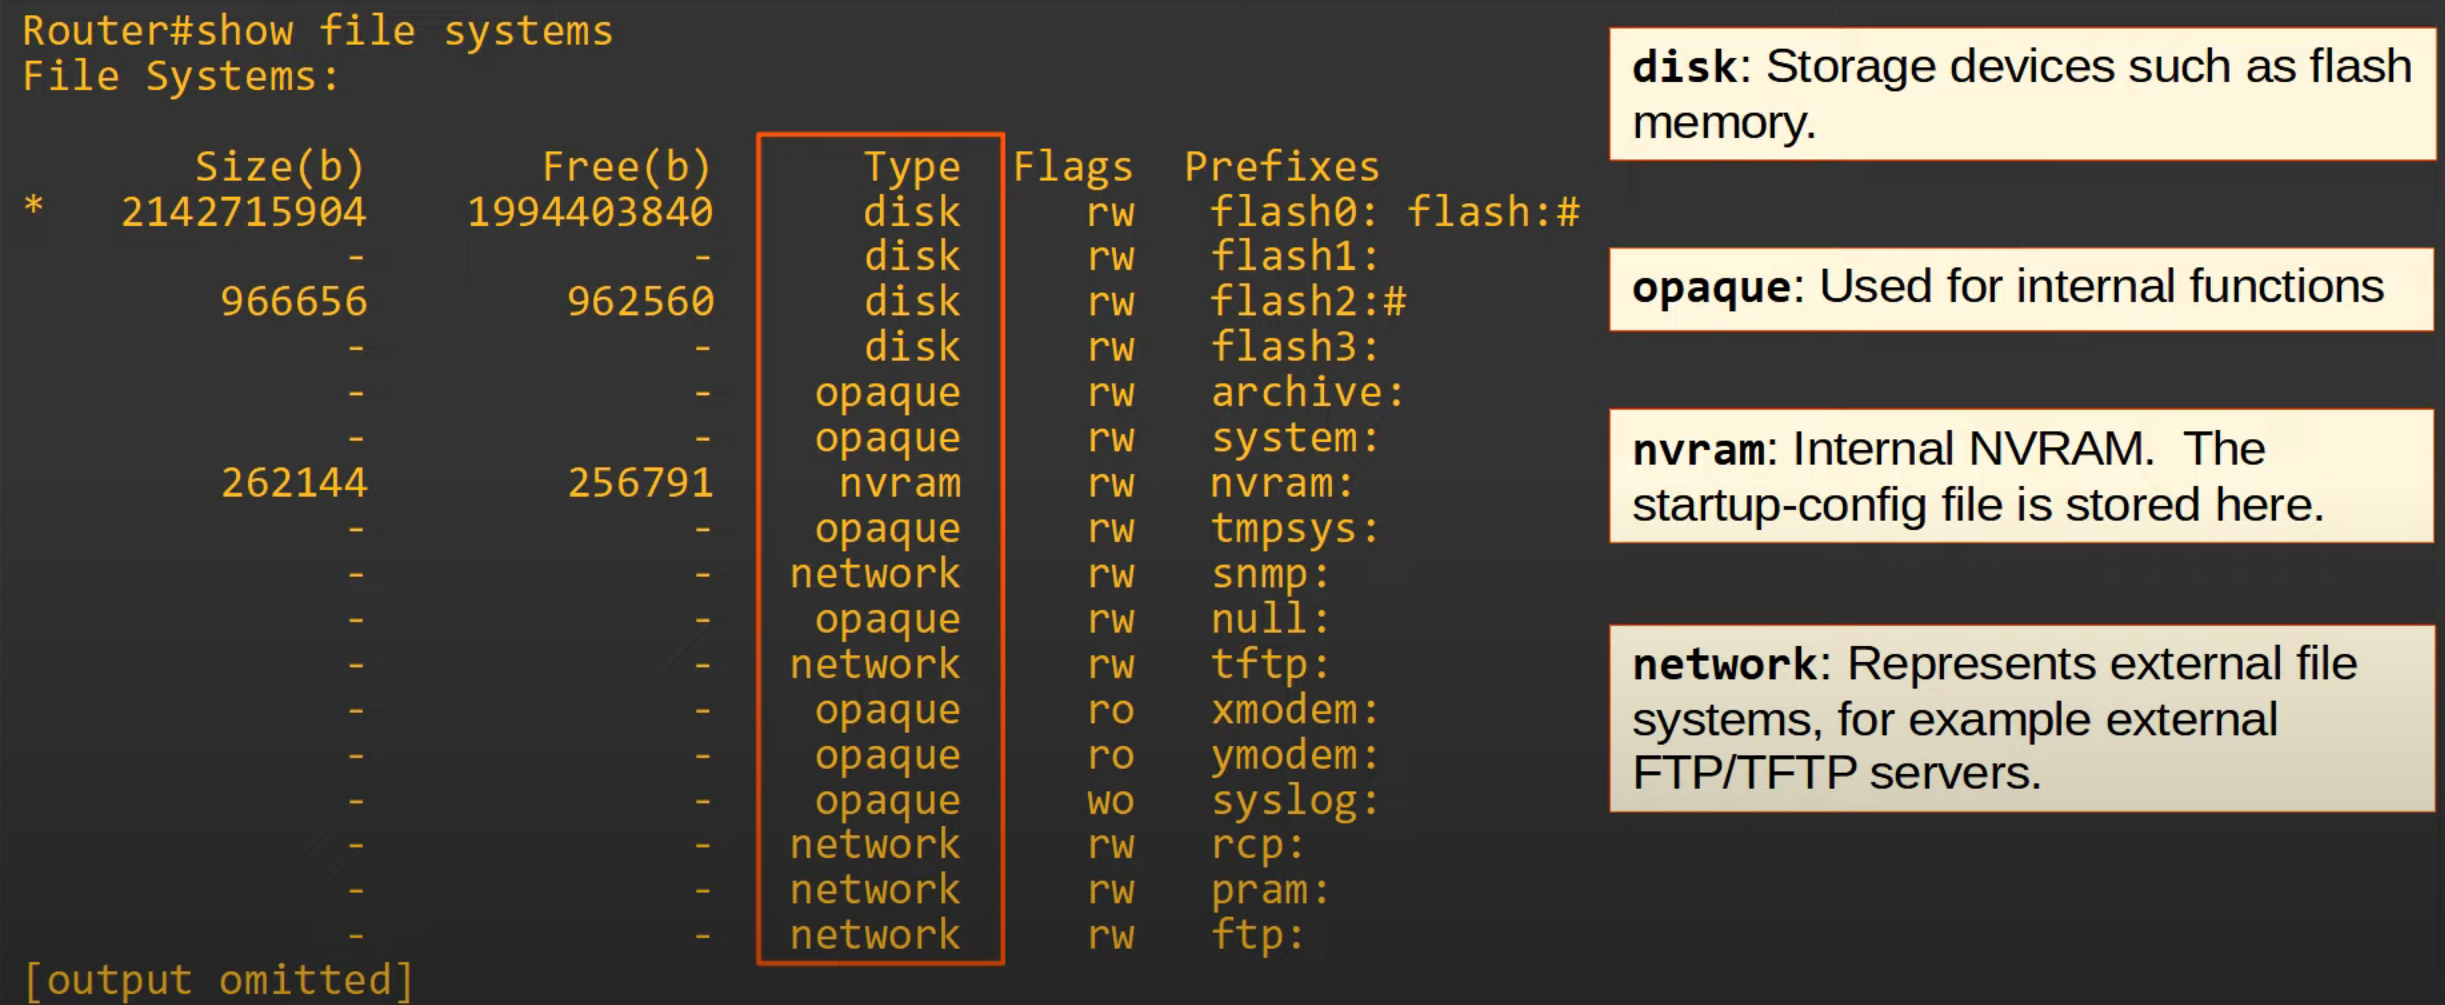 Router#show file systems
File Systems:
Size(b) Free(b) Type Flags Prefixes
* 2142715904 1994403840 disk rw flash0: flash:#
- - disk rw flash1:
966656 962560 disk rw flash2:#
- - disk rw flash3:
- - opaque rw archive:
- - opaque rw system:
262144 256791 nvram rw nvram:
- - opaque rw tmpsys:
- - network rw snmp:
- - opaque rw null:
- - network rw tftp:
- - opaque ro xmodem:
- - opaque ro ymodem:
- - opaque wo syslog:
- - network rw rcp:
- - network rw pram:
- - network rw ftp:
[output omitted]
disk: Storage devices such as flash
memory.
opaque: Used for internal functions
nvram: Internal NVRAM. The
startup-config file is stored here.
network: Represents external file
systems, for example external
FTP/TFTP servers.